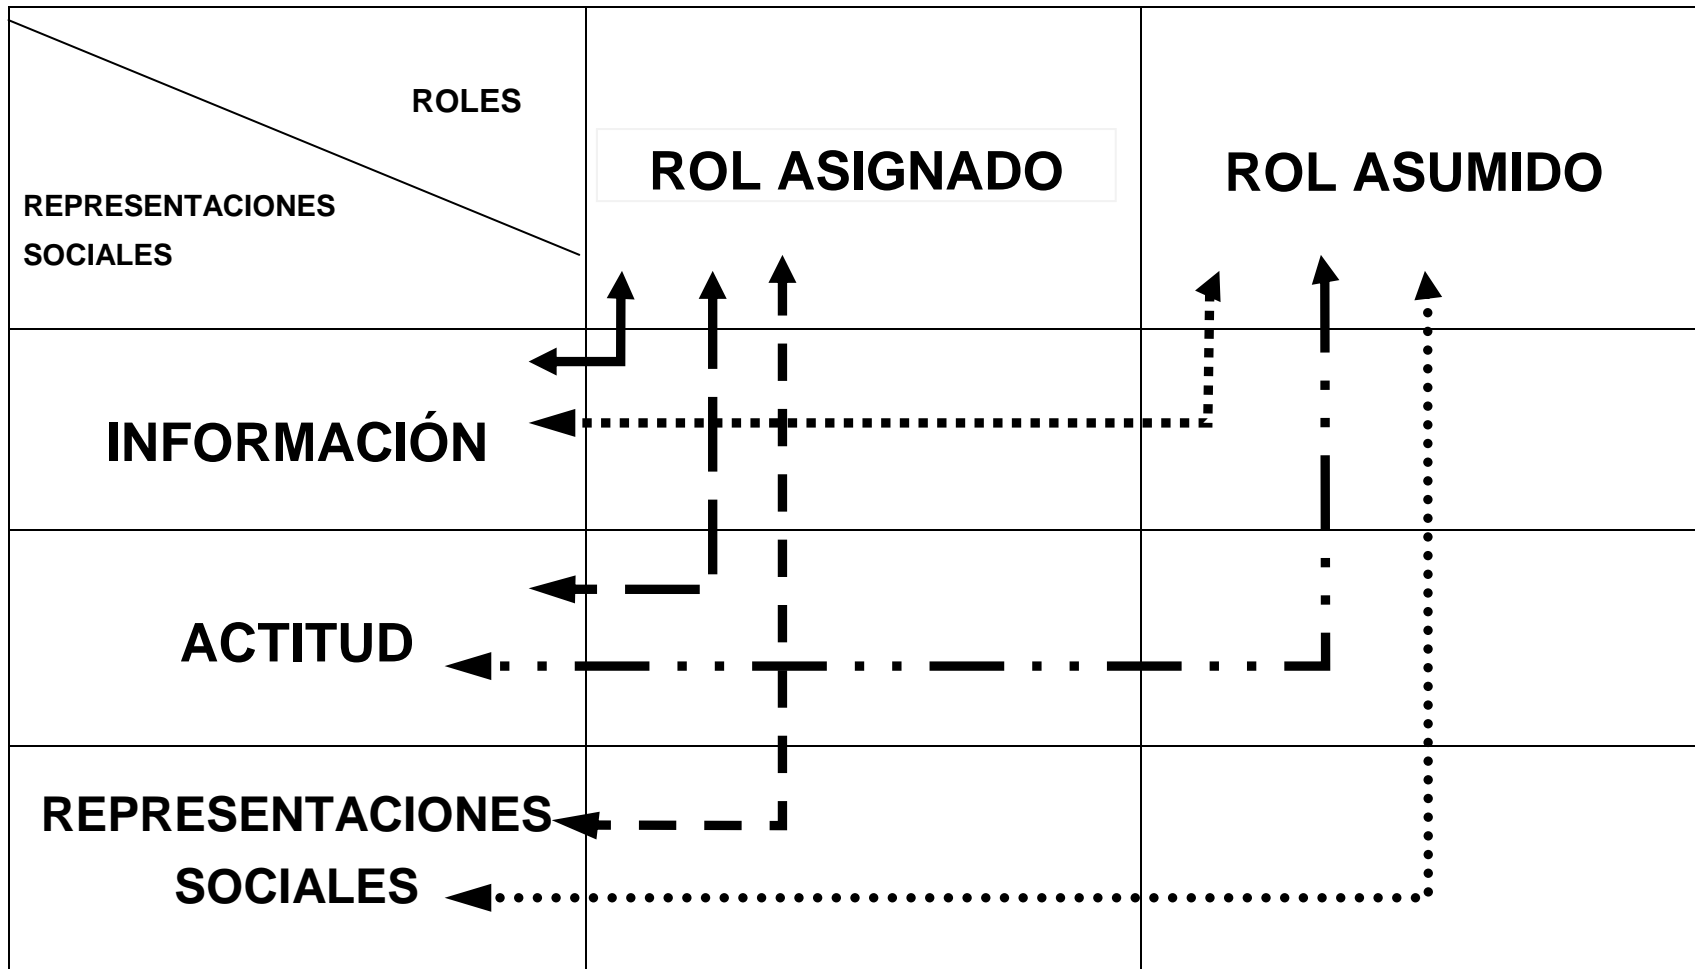 ROLES
REPRESENTACIONES
SOCIALES
ROL ASIGNADO
ROL ASUMIDO
INFORMACIÓN
ACTITUD
REPRESENTACIONES
SOCIALES